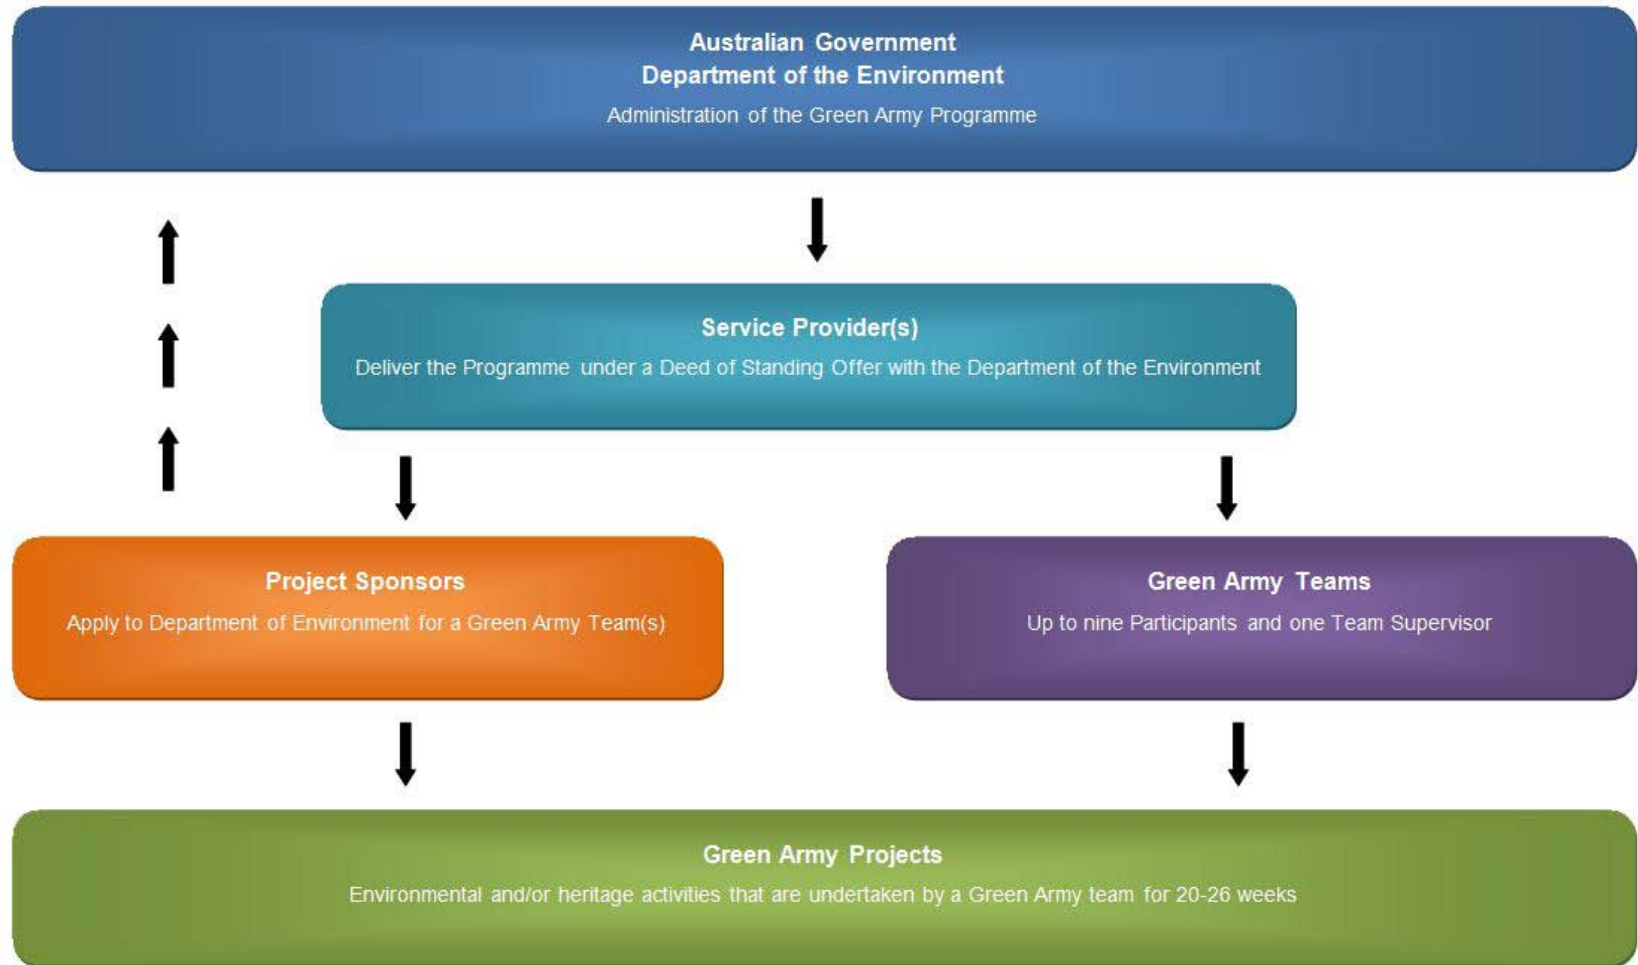 Australian Government
Department of the Environment
Administration of the Green Army Programme
Service Provider(s)
Deliver the Programme under a Deed of Standing Offer with the Department of the Environment
Project Sponsors
Apply to Department of Environment for a Green Army Team(s)
Green Army Teams
Up to nine Participants and one Team Supervisor
Green Army Projects
Environmental and/or heritage activities that are undertaken by a Green Army team for 20-26 weeks